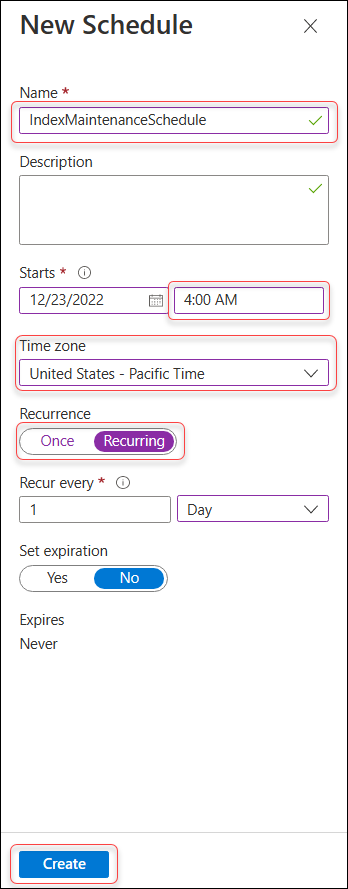 New Schedule
Name *
IndexMaintenanceSchedule
Description
Starts *
12/23/2022 4:00 AM
Time zone
United States - Pacific Time
Recurrence
Once Recurring
Recur every *
1 Day
Set expiration
Yes No
Expires
Never
Create